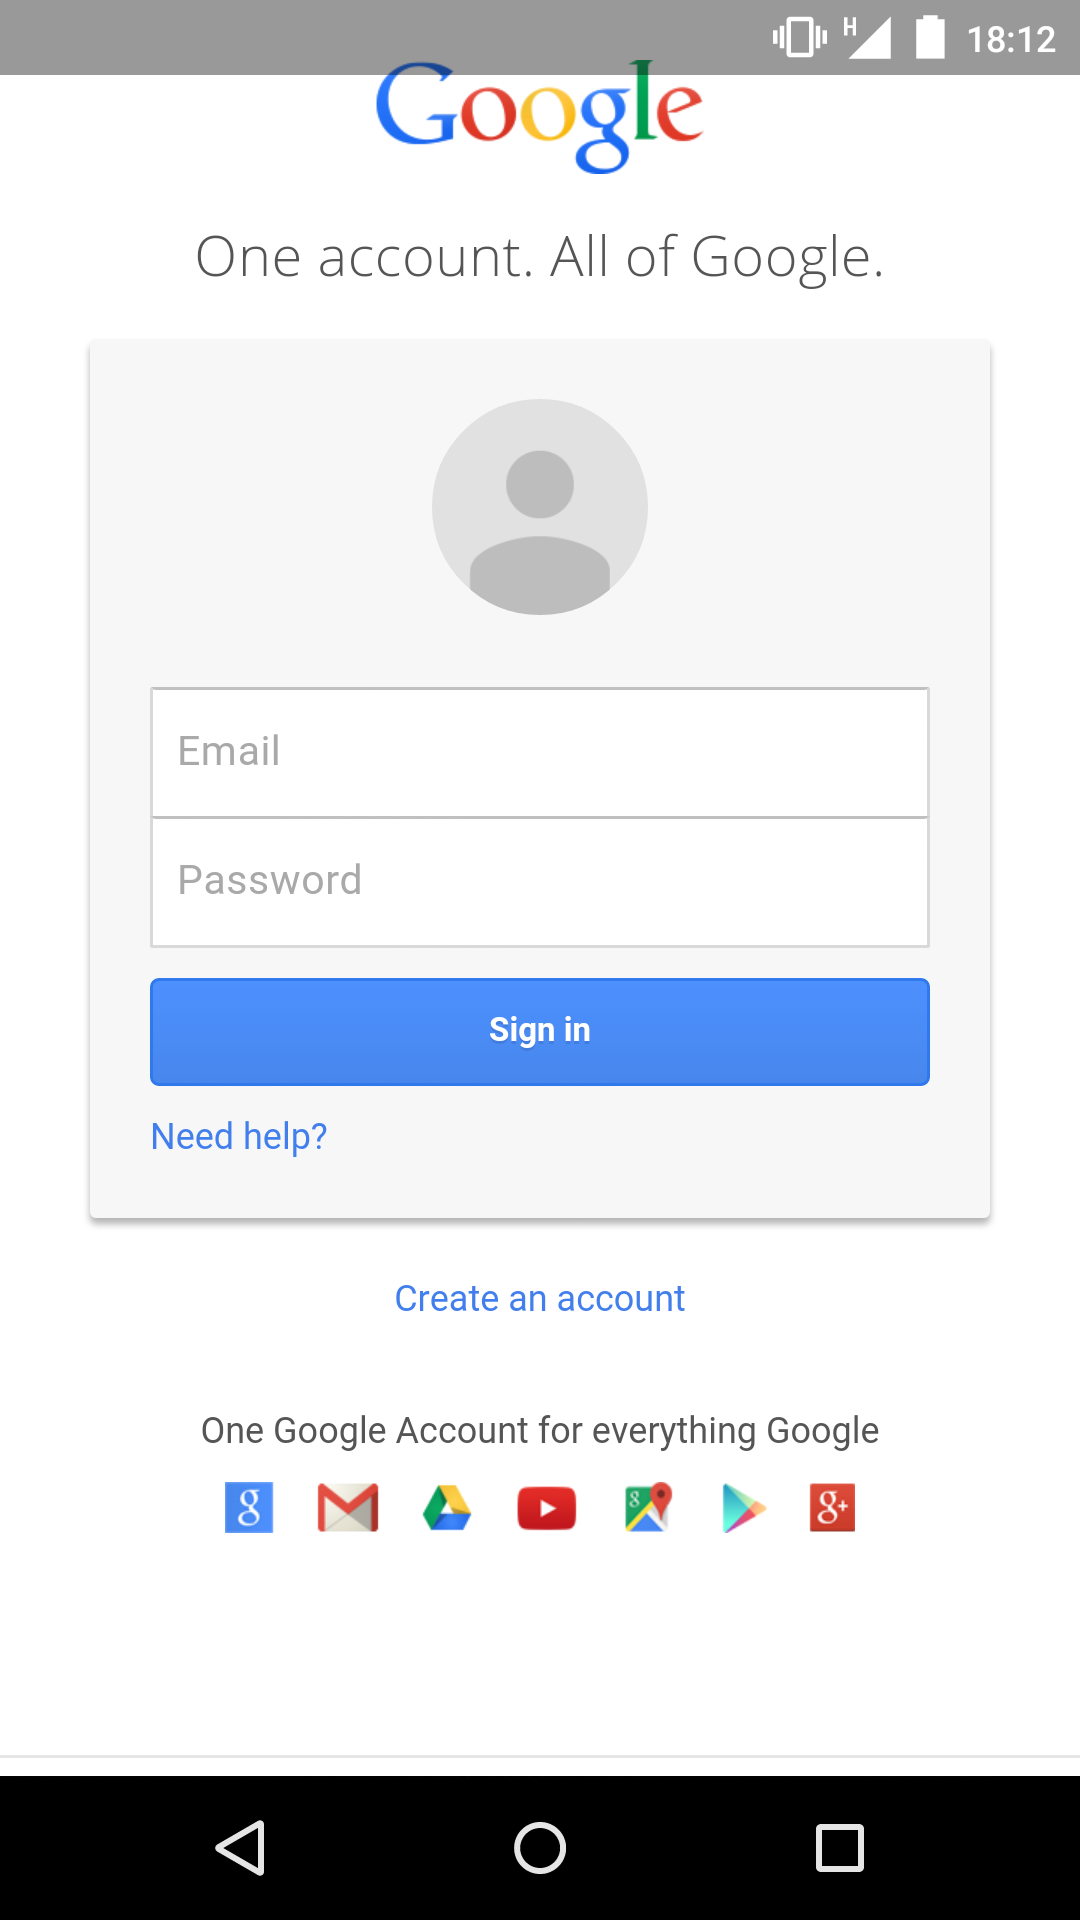 H 18:12
Google
One account. All of Google.
Email
Password
Sign in
Need help?
Create an account
One Google Account for everything Google
g g g+